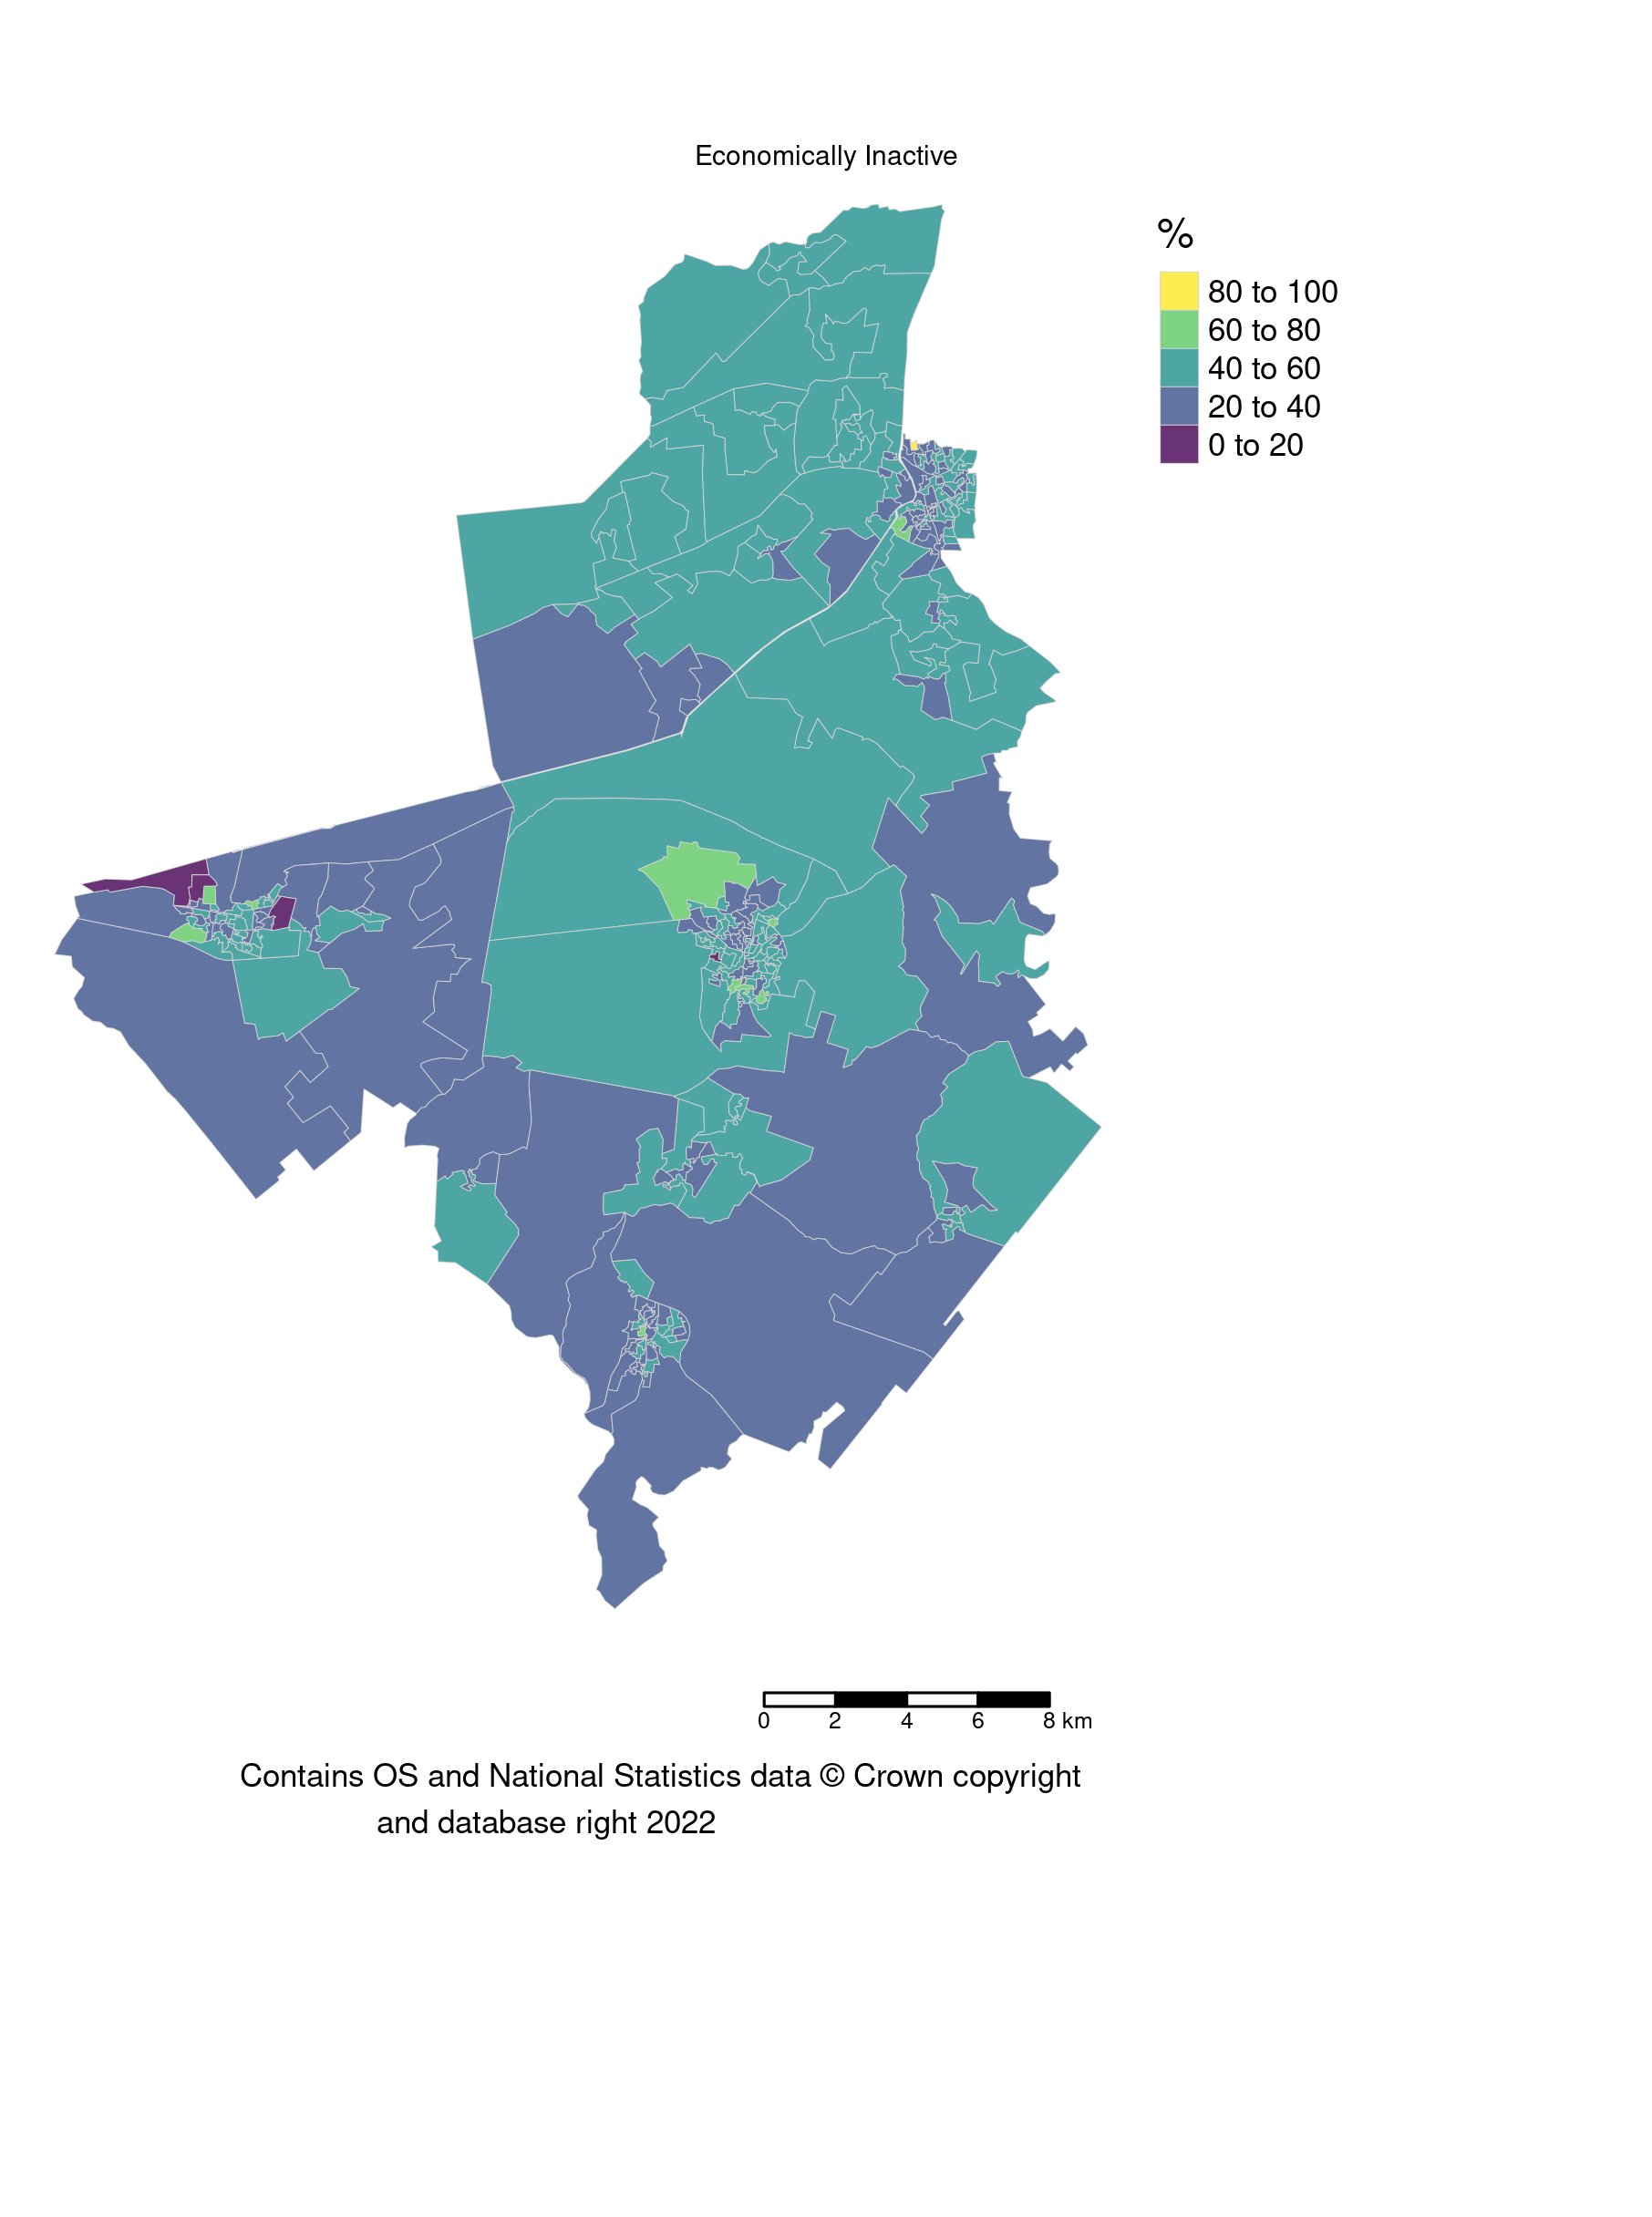 Economically Inactive
%
80 to 100
60 to 80
40 to 60
20 to 40
0 to 20
0 2 4 6 8 km
Contains OS and National Statistics data © Crown copyright
and database right 2022